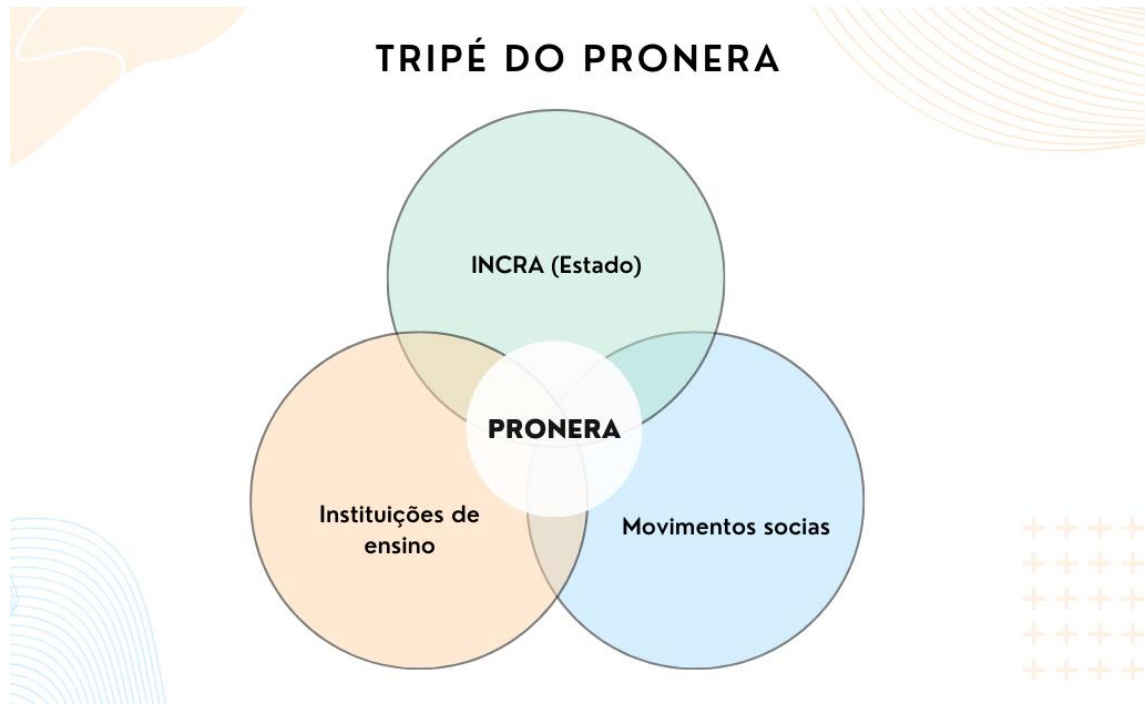 TRIPÉ DO PRONERA
INCRA (Estado)
PRONERA
Instituições de
ensino
Movimentos socias